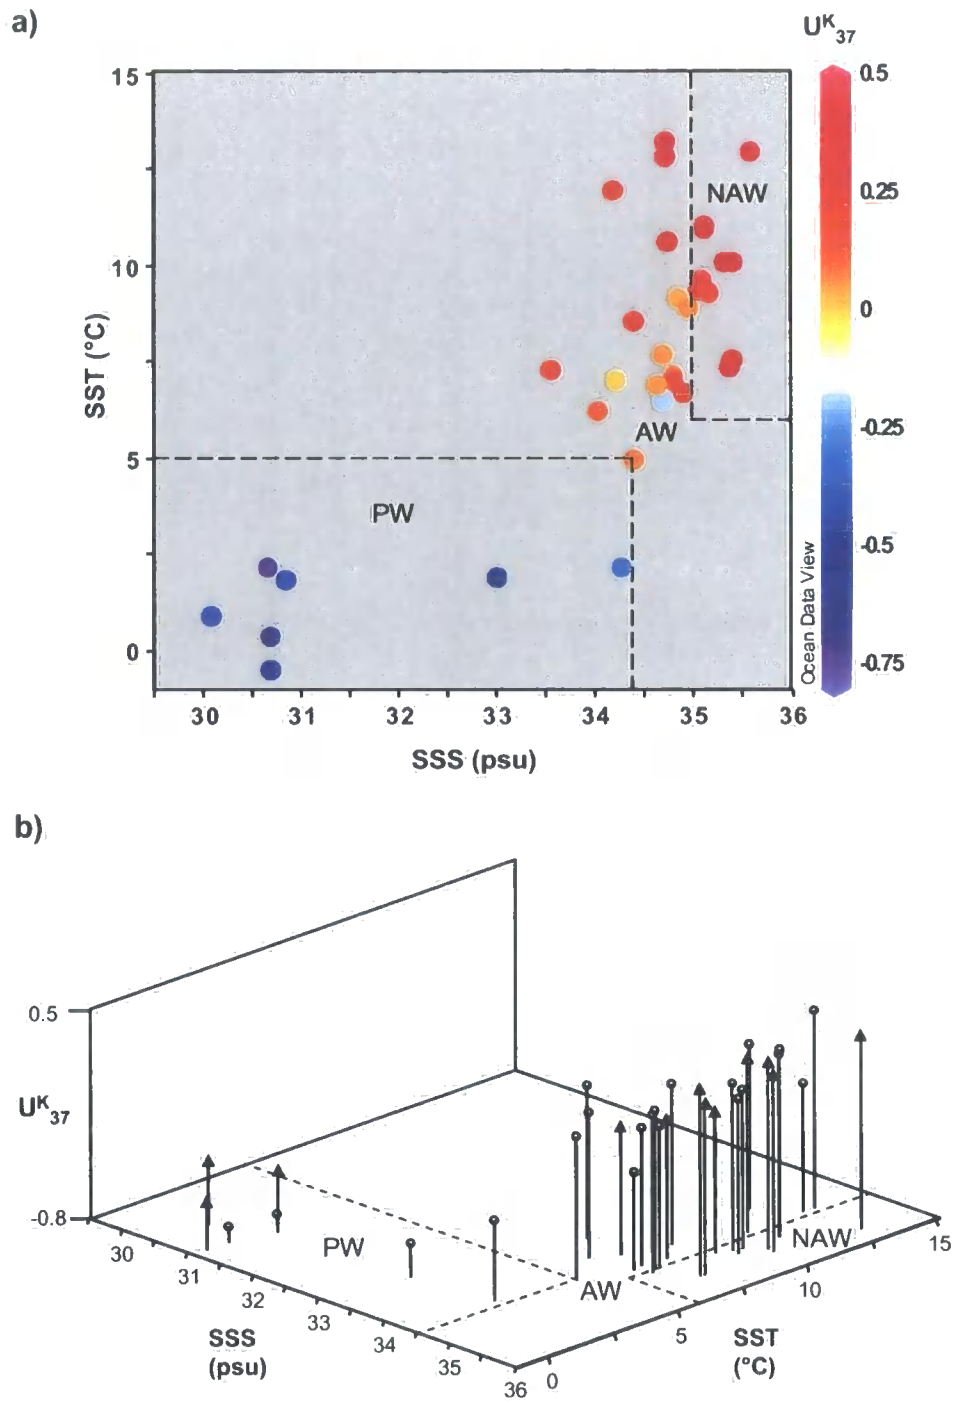 a)
U^K_37
15
10
5
0
SST (°C)
NAW
AW
PW
30 31 32 33 34 35 36
SSS (psu)
0.5
0.25
0
-0.25
-0.5
-0.75
Ocean Data View
b)
0.5
U^K_37
-0.8
30
31
32
33
34
35
36
SSS
(psu)
PW
AW
NAW
0
5
10
15
SST
(°C)